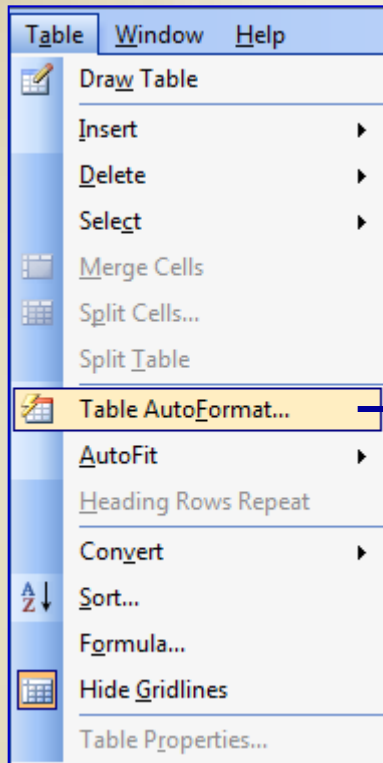 Table Window Help
Draw Table
Insert
Delete
Select
Merge Cells
Split Cells...
Split Table
Table AutoFormat...
AutoFit
Heading Rows Repeat
Convert
A
Z
Sort...
Formula...
Hide Gridlines
Table Properties...